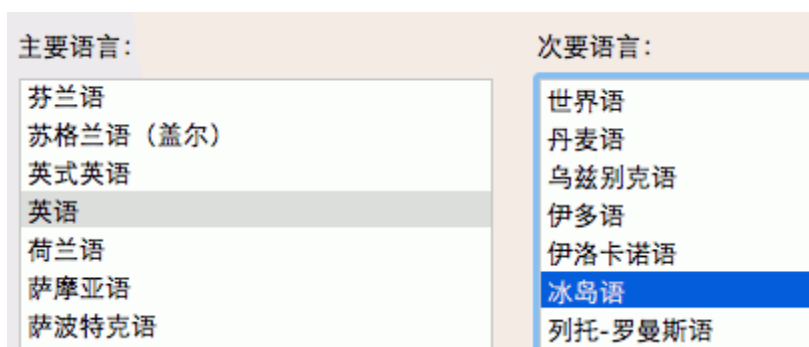 主要语言：
芬兰语
苏格兰语（盖尔）
英式英语
英语
荷兰语
萨摩亚语
萨波特克语
次要语言：
世界语
丹麦语
乌兹别克语
伊多语
伊洛卡诺语
冰岛语
列托-罗曼斯语